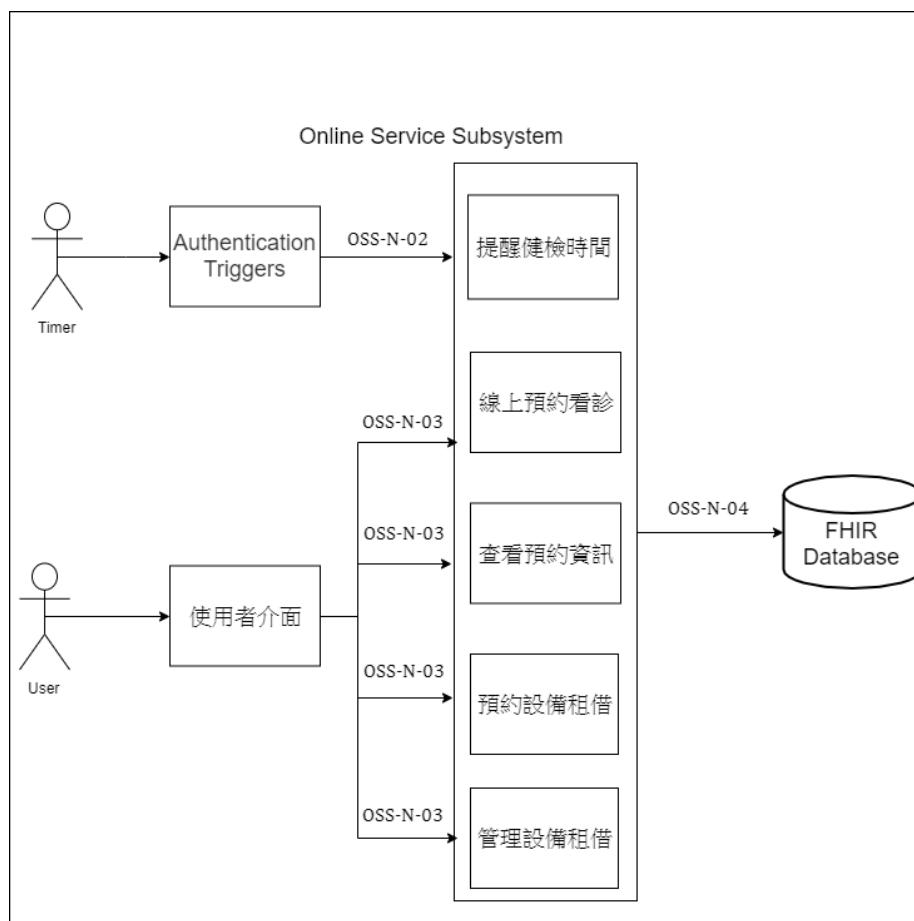 Online Service Subsystem
Timer
Authentication
Triggers
OSS-N-02
提醒健檢時間
OSS-N-03
線上預約看診
OSS-N-03
查看預約資訊
OSS-N-04
FHIR
Database
User
使用者介面
OSS-N-03
預約設備租借
OSS-N-03
管理設備租借